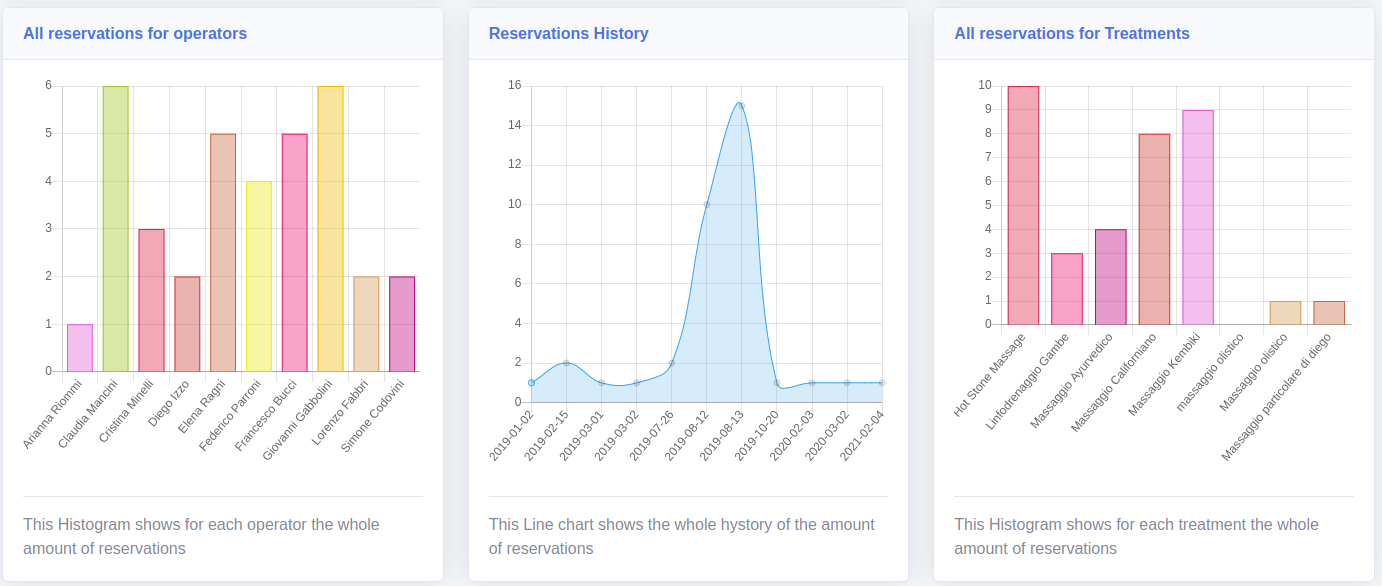 All reservations for operators
6
5
4
3
2
1
0
Arianna Riommi
Claudia Mancini
Cristina Minelli
Diego Izzo
Elena Ragni
Federico Parroni
Francesco Bucci
Giovanni Gabbolini
Lorenzo Fabbri
Simone Codovini
This Histogram shows for each operator the whole
amount of reservations
Reservations History
16
14
12
10
8
6
4
2
0
2019-01-02
2019-02-15
2019-03-01
2019-03-02
2019-07-26
2019-08-12
2019-08-13
2019-10-20
2020-02-03
2020-03-02
2021-02-04
This Line chart shows the whole hystory of the amount
of reservations
All reservations for Treatments
10
9
8
7
6
5
4
3
2
1
0
Hot Stone Massage
Linfodrenaggio Gambe
Massaggio Ayurvedico
Massaggio Californiano
Massaggio Kembiki
massaggio olistico
Massaggio olistico
Massaggio particolare di diego
This Histogram shows for each treatment the whole
amount of reservations